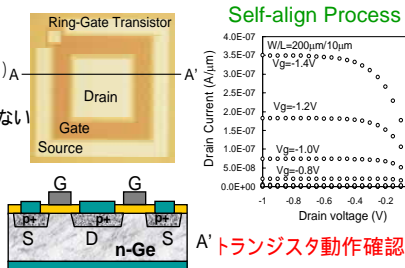 Self-align Process
Ring-Gate Transistor
)A
A'
ない
Drain
Gate
Source
Drain Current (A/μm)
4.0E-07
3.5E-07
3.0E-07
2.5E-07
2.0E-07
1.5E-07
1.0E-07
5.0E-08
0.0E+00
W/L=200μm/10μm
Vg=-1.4V
Vg=-1.2V
Vg=-1.0V
Vg=-0.8V
-1 -0.8 -0.6 -0.4 -0.2
Drain voltage (V)
G G
p+ p+ p+
S D S
n-Ge
A'
トランジスタ動作確認